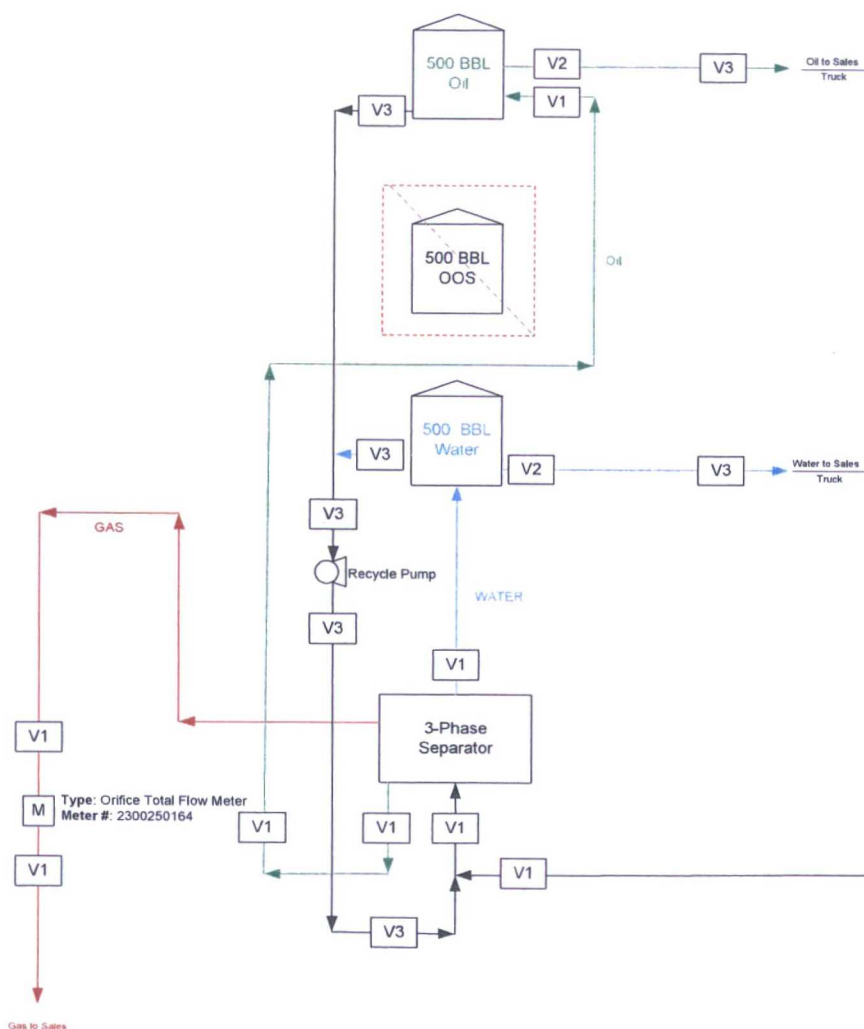 500 BBL
Oil
V2
V3
Oil to Sales
Truck
V1
V3
500 BBL
OOS
Oil
500 BBL
Water
V3
V2
V3
Water to Sales
Truck
V3
GAS
Recycle Pump
WATER
V3
V1
3-Phase
Separator
V1
M
Type: Orifice Total Flow Meter
Meter #: 2300250164
V1
V1
V1
V1
V1
V3
Gas to Sales